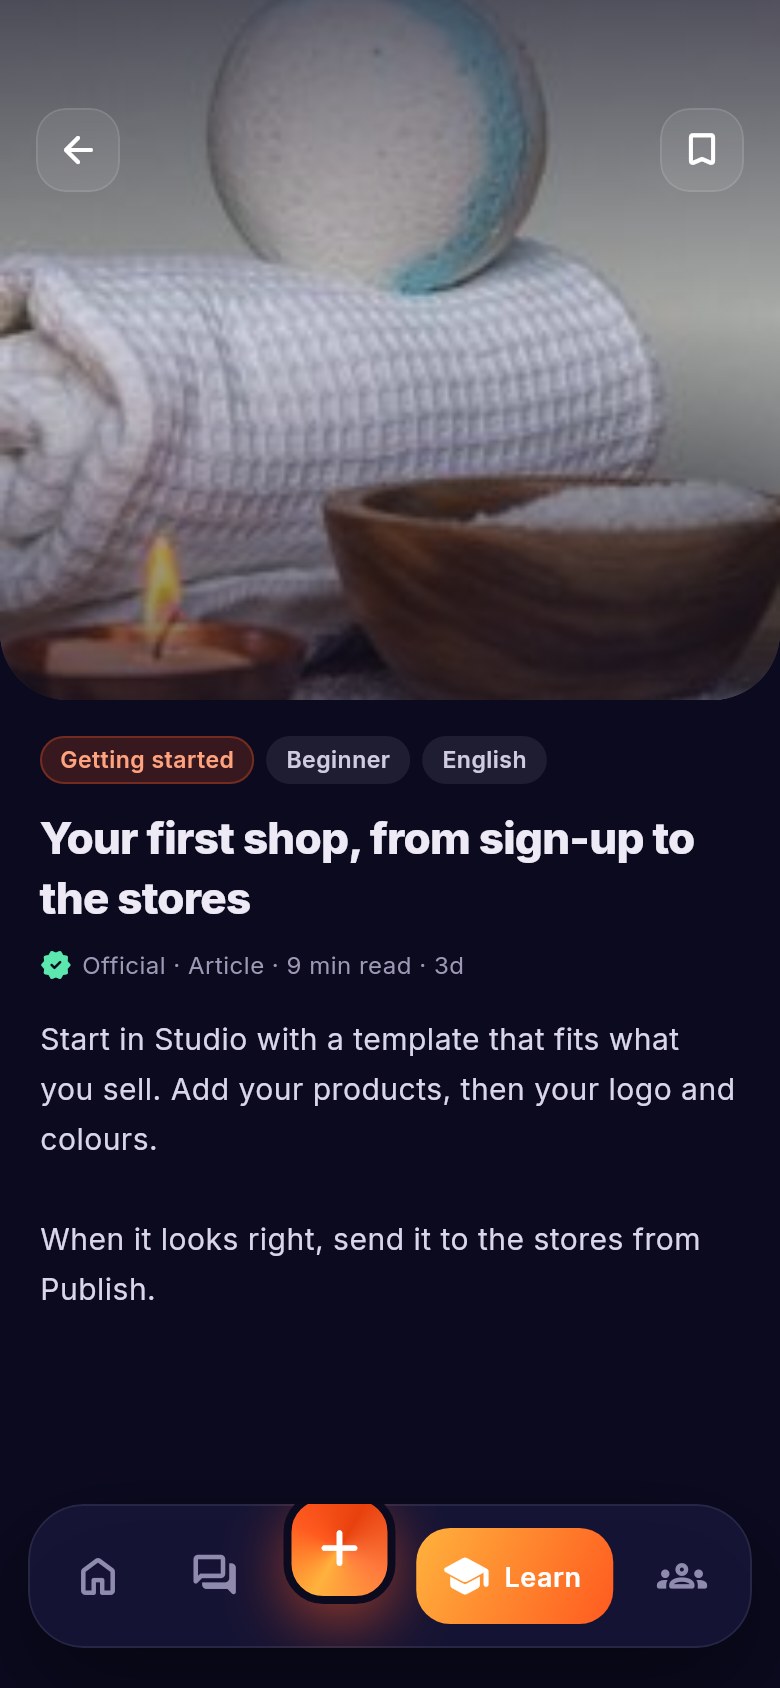 Getting started
Beginner
English
Your first shop, from sign-up to
the stores
Official · Article · 9 min read · 3d
Start in Studio with a template that fits what
you sell. Add your products, then your logo and
colours.
When it looks right, send it to the stores from
Publish.
Learn